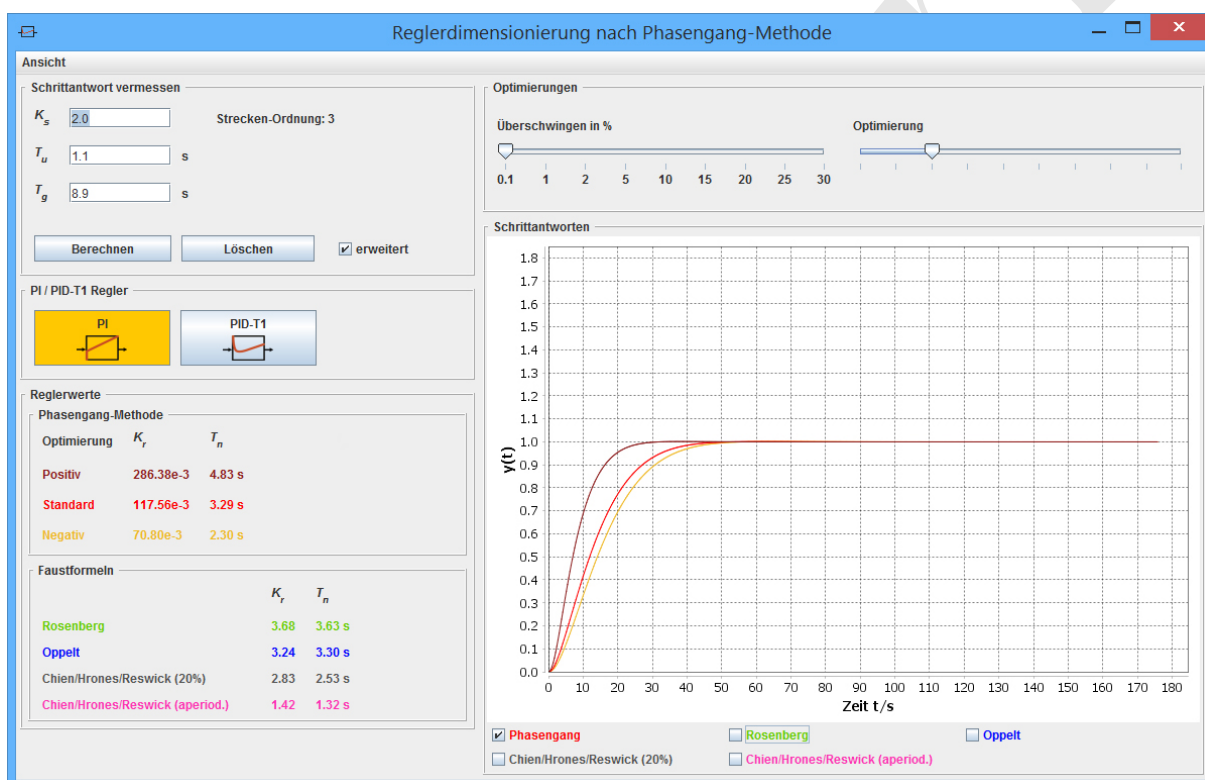 Reglerdimensionierung nach Phasengang-Methode
Ansicht
Schrittantwort vermessen
Ks 2.0 Strecken-Ordnung: 3
Tu 1.1 s
Tg 8.9 s
Berechnen Löschen erweitert
PI / PID-T1 Regler
PI PID-T1
Reglerwerte
Phasengang-Methode
Optimierung Kr Tn
Positiv 286.38e-3 4.83 s
Standard 117.56e-3 3.29 s
Negativ 70.80e-3 2.30 s
Faustformeln
Kr Tn
Rosenberg 3.68 3.63 s
Oppelt 3.24 3.30 s
Chien/Hrones/Reswick (20%) 2.83 2.53 s
Chien/Hrones/Reswick (aperiod.) 1.42 1.32 s
Optimierungen
Überschwingen in % Optimierung
0.1 1 2 5 10 15 20 25 30
Schrittantworten
1.8
1.7
1.6
1.5
1.4
1.3
1.2
1.1
1.0
0.9
0.8
0.7
0.6
0.5
0.4
0.3
0.2
0.1
0.0
y(t)
0 10 20 30 40 50 60 70 80 90 100 110 120 130 140 150 160 170 180
Zeit t/s
Phasengang Rosenberg Oppelt
Chien/Hrones/Reswick (20%) Chien/Hrones/Reswick (aperiod.)